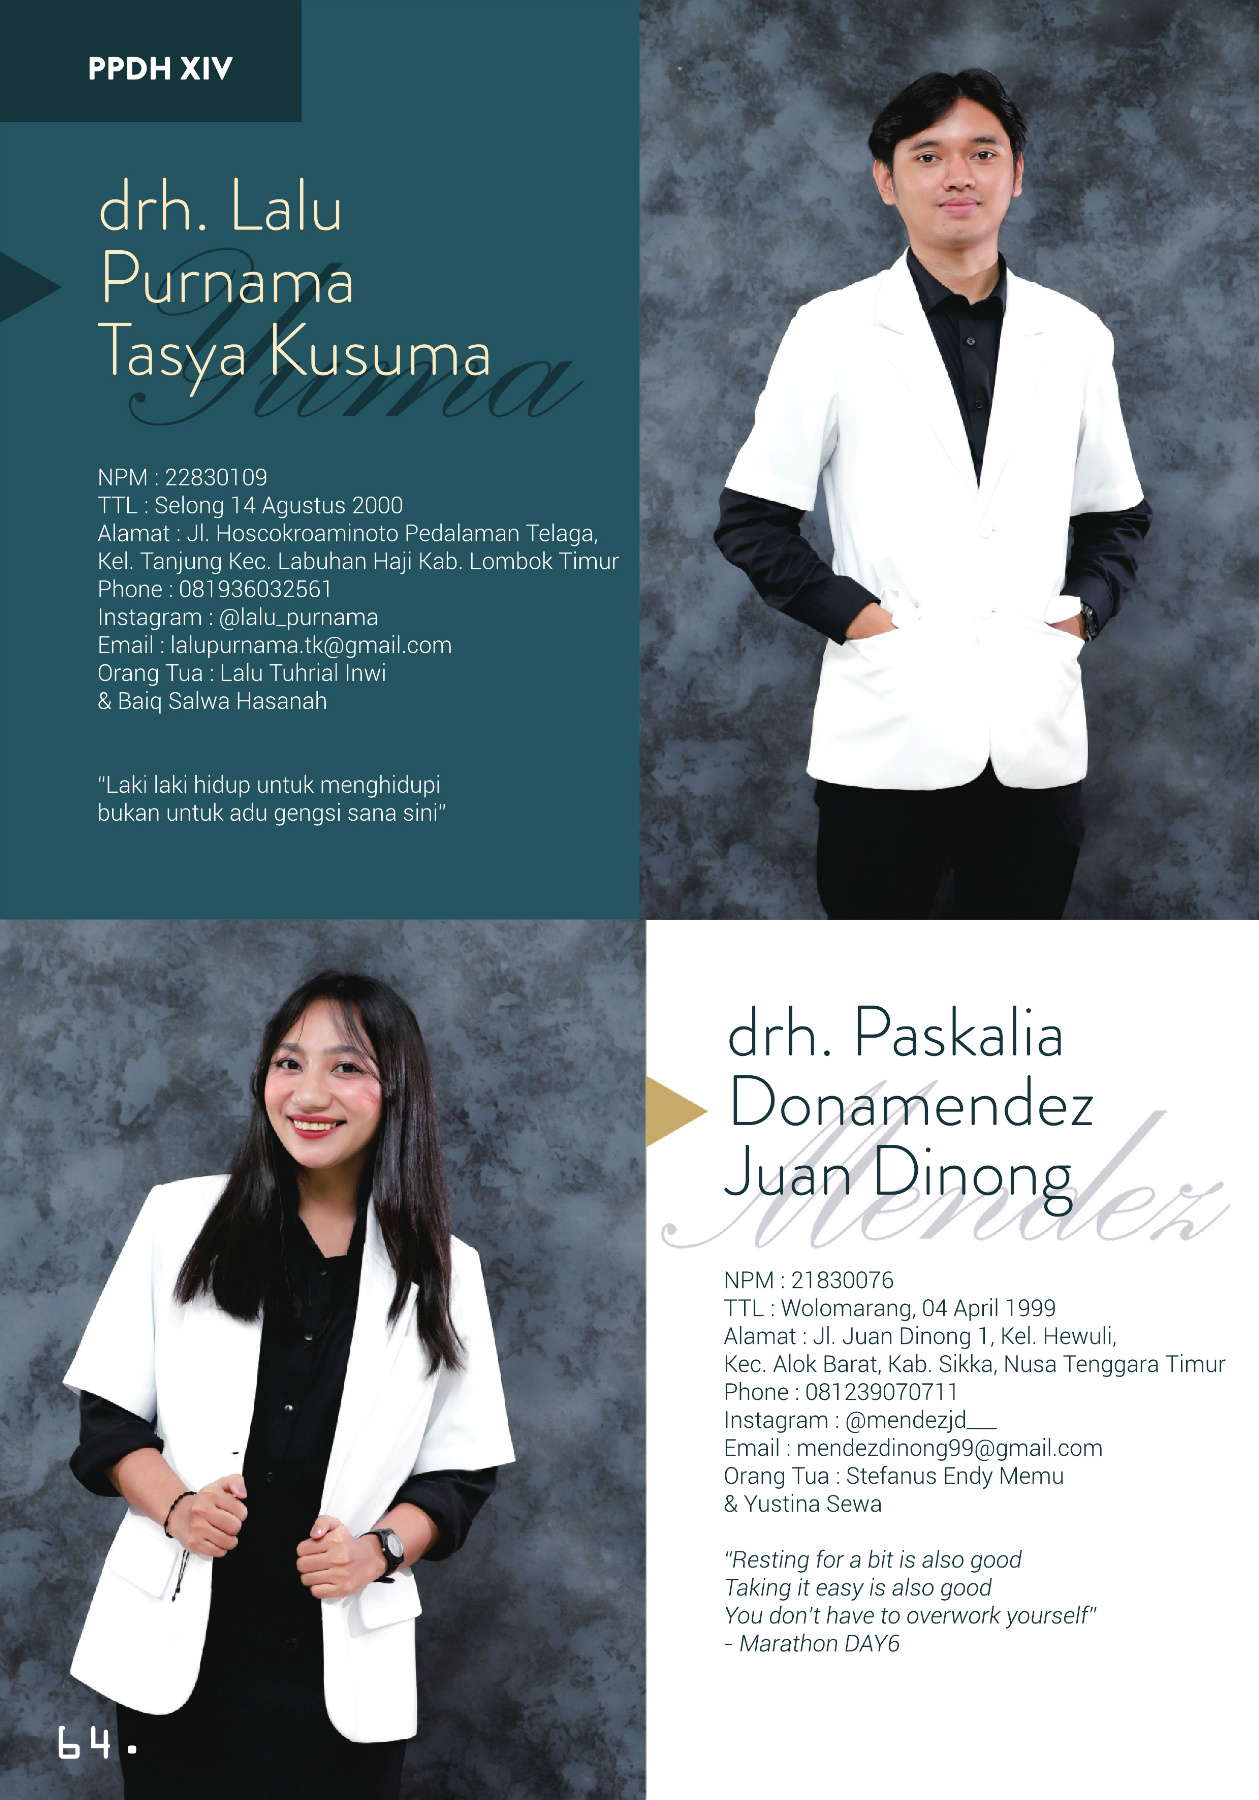 PPDH XIV
drh. Lalu
Purnama
Tasya Kusuma
Yuma
NPM : 22830109
TTL : Selong 14 Agustus 2000
Alamat : Jl. Hoscokroaminoto Pedalaman Telaga,
Kel. Tanjung Kec. Labuhan Haji Kab. Lombok Timur
Phone : 081936032561
Instagram : @lalu_purnama
Email : lalupurnama.tk@gmail.com
Orang Tua : Lalu Tuhrial Inwi
& Baiq Salwa Hasanah
“Laki laki hidup untuk menghidupi
bukan untuk adu gengsi sana sini”
drh. Paskalia
Donamendez
Juan Dinong
Mendez
NPM : 21830076
TTL : Wolomarang, 04 April 1999
Alamat : Jl. Juan Dinong 1, Kel. Hewuli,
Kec. Alok Barat, Kab. Sikka, Nusa Tenggara Timur
Phone : 081239070711
Instagram : @mendezjd___
Email : mendezdinong99@gmail.com
Orang Tua : Stefanus Endy Memu
& Yustina Sewa
“Resting for a bit is also good
Taking it easy is also good
You don’t have to overwork yourself”
- Marathon DAY6
64.